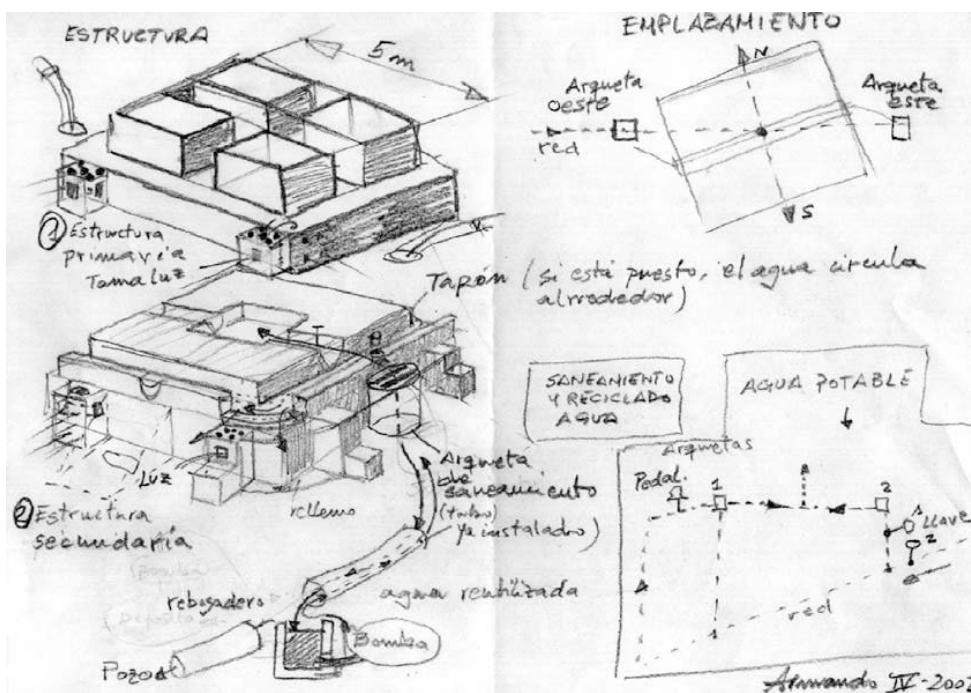 ESTRUCTURA
5 m
① Estructura
primaria
Toma luz
EMPLAZAMIENTO
N
Arqueta
oeste
Arqueta
este
red
S
Tapón (si está puesto, el agua circula
alrrededor)
T
Luz
relleno
② Estructura
secundaria
Arqueta
de
saneamiento
(tubo)
ya instalado)
agua reutilizada
rebosadero
Bomba
Pozo
SANEAMIENTO
Y RECICLADO
AGUA
AGUA POTABLE
Arquetas
Pedal.
1
2
1
Llave
2
red
Armando IV-2002